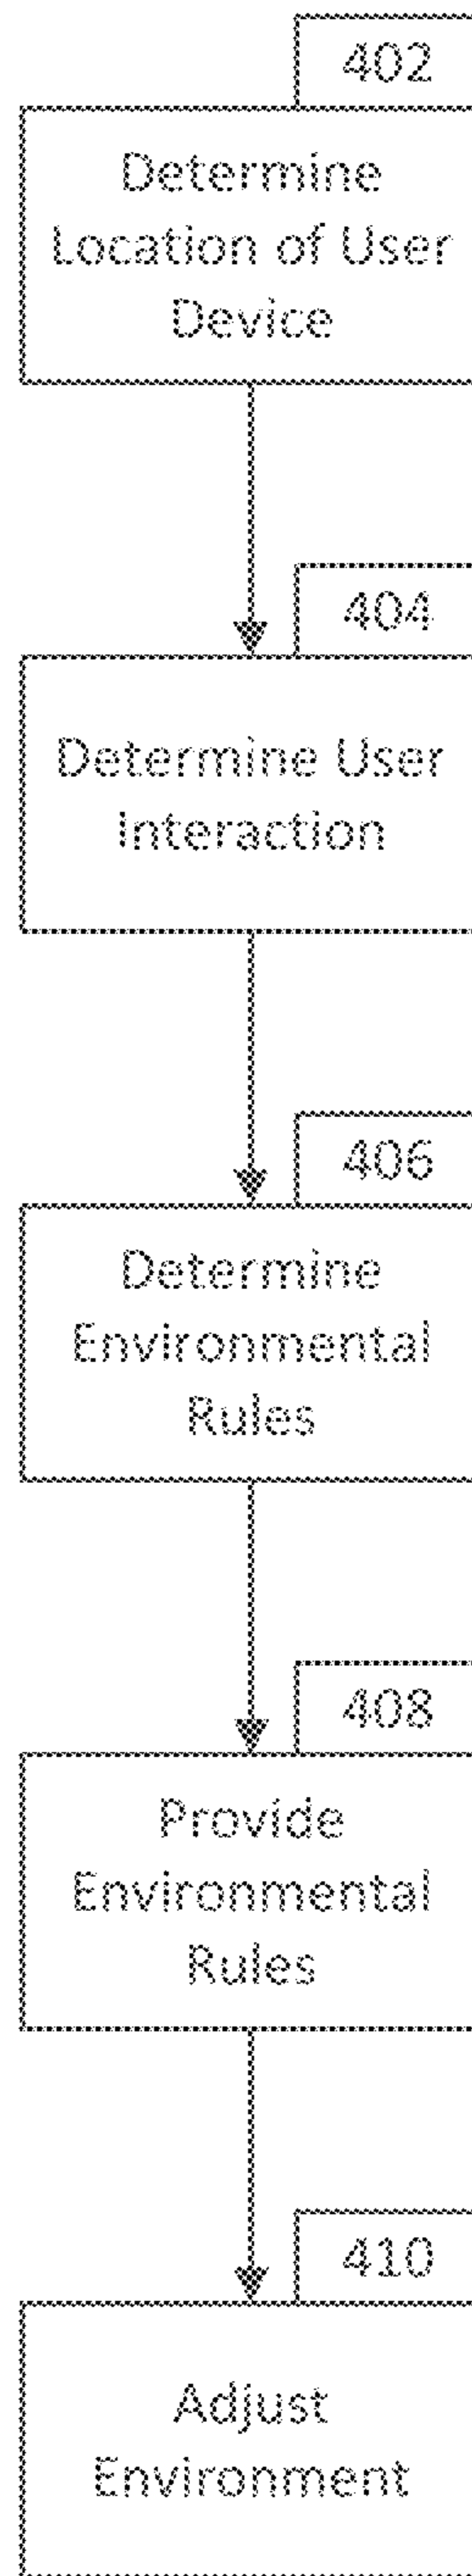 402
Determine
Location of User
Device
404
Determine User
Interaction
406
Determine
Environmental
Rules
408
Provide
Environmental
Rules
410
Adjust
Environment